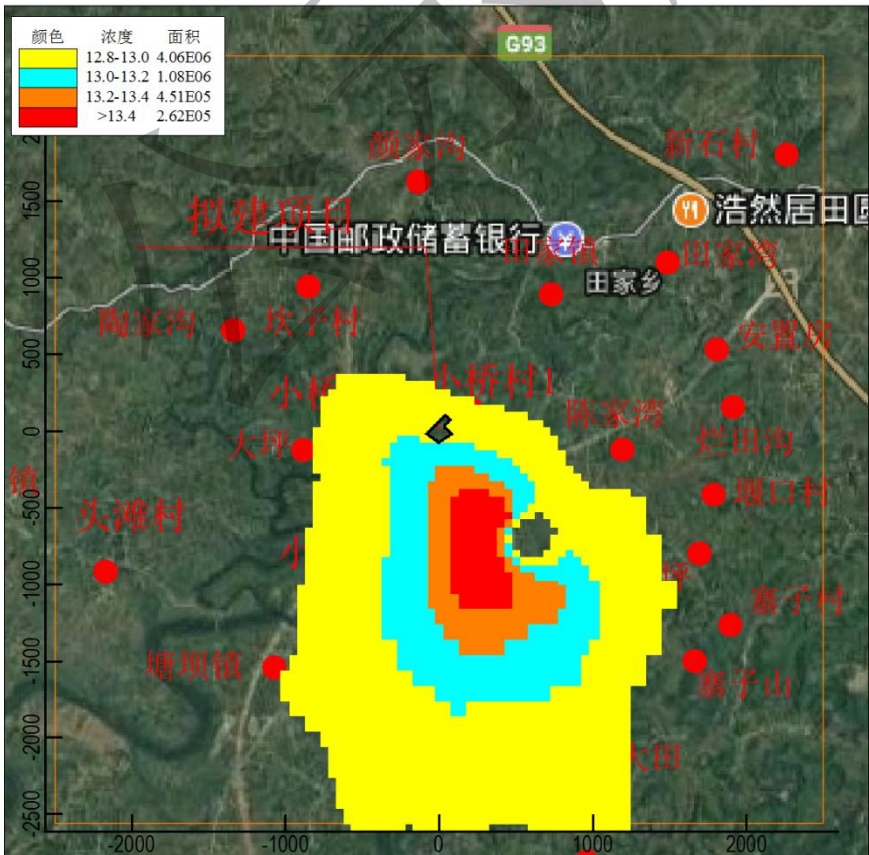 颜色 浓度 面积
12.8-13.0 4.06E06
13.0-13.2 1.08E06
13.2-13.4 4.51E05
>13.4 2.62E05
G93
颜家沟
新石村
拟建项目
浩然居田园
中国邮政储蓄银行
田家镇
田家湾
田家乡
陶家沟
坎子村
安置房
小桥
小桥村1
陈家湾
大坪
烂田沟
镇
堰口村
头滩村
小
坪
寨子村
塘坝镇
寨子山
大田
1500
1000
500
0
-500
-1000
-1500
-2000
-2500
-2000 -1000 0 1000 2000